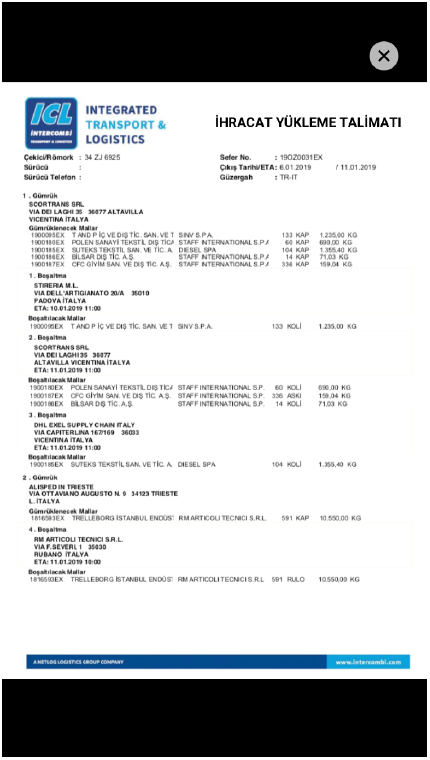 ICL
INTERCOMBI
TRANSPORT & LOGISTICS
INTEGRATED
TRANSPORT &
LOGISTICS
İHRACAT YÜKLEME TALİMATI
Çekici/Römork : 34 ZJ 6925
Sürücü :
Sürücü Telefon :
Sefer No. : 19OZ0031EX
Çıkış Tarihi/ETA : 6.01.2019 / 11.01.2019
Güzergah : TR-IT
1 . Gümrük
SCORTRANS SRL
VIA DEI LAGHI 35 36077 ALTAVILLA
VICENTINA İTALYA
Gümrüklenecek Mallar
1900095EX T AND P İÇ VE DIŞ TİC. SAN. VE T SINV S.P.A. 133 KAP 1.235,00 KG
1900180EX POLEN SANAYİ TEKSTİL DIŞ TİCA STAFF INTERNATIONAL S.P.A 60 KAP 690,00 KG
1900185EX SUTEKS TEKSTİL SAN. VE TİC. A. DIESEL SPA 104 KAP 1.355,40 KG
1900186EX BİLSAR DIŞ TİC. A.Ş. STAFF INTERNATIONAL S.P.A 14 KAP 71,03 KG
1900187EX CFC GİYİM SAN. VE DIŞ TİC. A.Ş. STAFF INTERNATIONAL S.P.A 336 KAP 159,04 KG
1 . Boşaltma
STIRERIA M.L.
VIA DELL'ARTIGIANATO 20/A 35010
PADOVA İTALYA
ETA: 10.01.2019 11:00
Boşaltılacak Mallar
1900095EX T AND P İÇ VE DIŞ TİC. SAN. VE T SINV S.P.A. 133 KOLİ 1.235,00 KG
2 . Boşaltma
SCORTRANS SRL
VIA DEI LAGHI 35 36077
ALTAVILLA VICENTINA İTALYA
ETA: 11.01.2019 11:00
Boşaltılacak Mallar
1900180EX POLEN SANAYİ TEKSTİL DIŞ TİCA STAFF INTERNATIONAL S.P. 60 KOLİ 690,00 KG
1900187EX CFC GİYİM SAN. VE DIŞ TİC. A.Ş. STAFF INTERNATIONAL S.P. 336 ASKI 159,04 KG
1900186EX BİLSAR DIŞ TİC. A.Ş. STAFF INTERNATIONAL S.P. 14 KOLİ 71,03 KG
3 . Boşaltma
DHL EXEL SUPPLY CHAIN ITALY
VIA CAPITERLINA 167/169 36033
VICENTINA İTALYA
ETA: 11.01.2019 11:00
Boşaltılacak Mallar
1900185EX SUTEKS TEKSTİL SAN. VE TİC. A. DIESEL SPA 104 KOLİ 1.355,40 KG
2 . Gümrük
ALISPED IN TRIESTE
VIA OTTAVIANO AUGUSTO N. 9 34123 TRIESTE
L. İTALYA
Gümrüklenecek Mallar
1816593EX TRELLEBORG İSTANBUL ENDÜST RM ARTICOLI TECNICI S.R.L. 591 KAP 10.550,00 KG
4 . Boşaltma
RM ARTICOLI TECNICI S.R.L.
VIA F.SEVERI, 1 35030
RUBANO İTALYA
ETA: 11.01.2019 10:00
Boşaltılacak Mallar
1816593EX TRELLEBORG İSTANBUL ENDÜST RM ARTICOLI TECNICI S.R.L. 591 RULO 10.550,00 KG
A NETLOG LOGISTICS GROUP COMPANY
www.intercombi.com